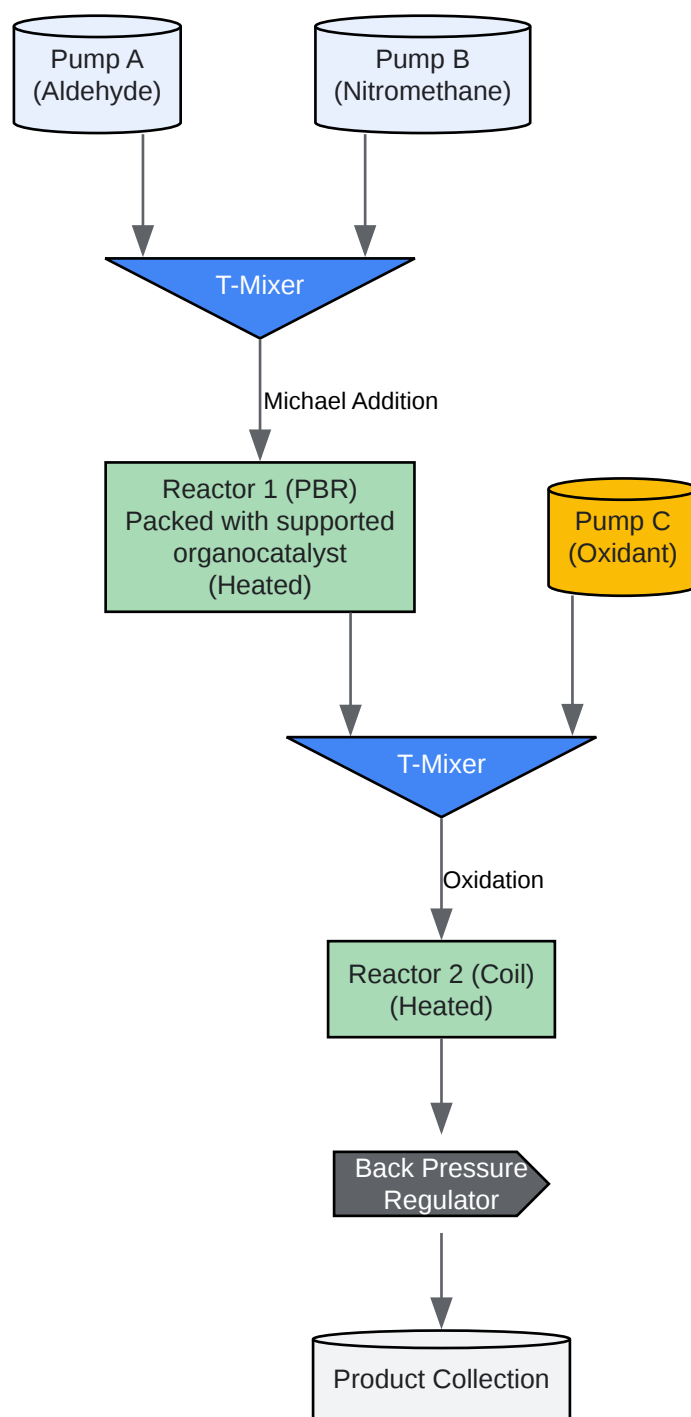 Pump A
(Aldehyde)
Pump B
(Nitromethane)
T-Mixer
Michael Addition
Reactor 1 (PBR)
Packed with supported
organocatalyst
(Heated)
Pump C
(Oxidant)
T-Mixer
Oxidation
Reactor 2 (Coil)
(Heated)
Back Pressure
Regulator
Product Collection